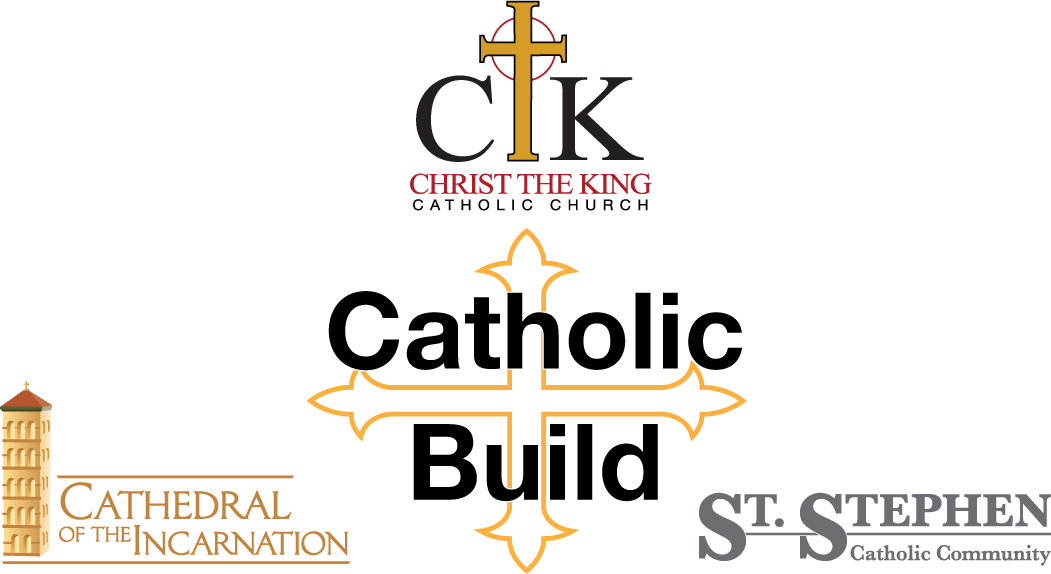 CTK
CHRIST THE KING
CATHOLIC CHURCH
Catholic
Build
CATHEDRAL
OF THE INCARNATION
ST. STEPHEN
Catholic Community